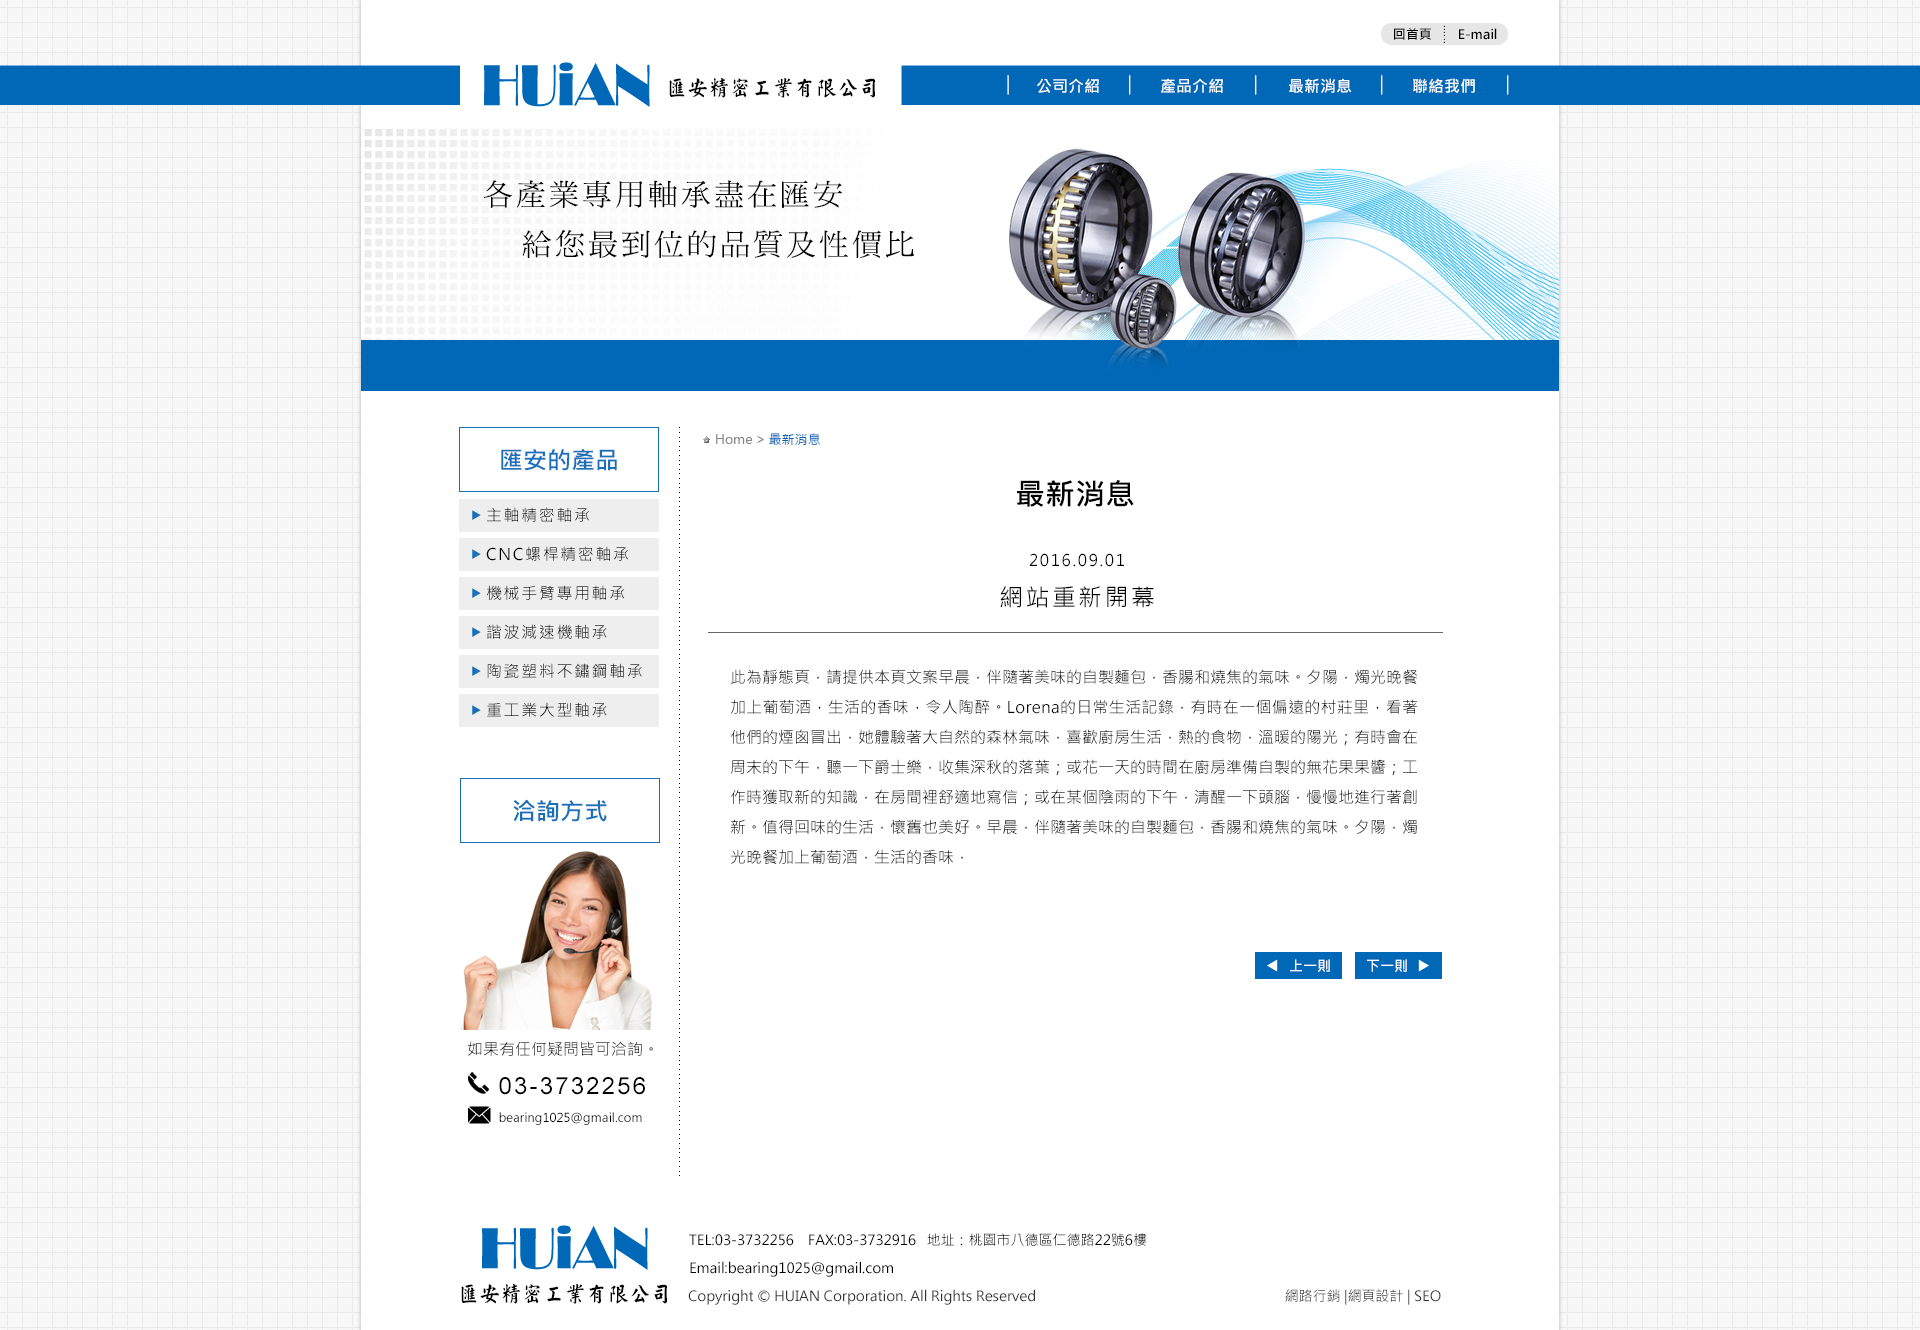 回首頁 E-mail
HUiAN 匯安精密工業有限公司
公司介紹 產品介紹 最新消息 聯絡我們
各產業專用軸承盡在匯安
給您最到位的品質及性價比
匯安的產品
主軸精密軸承
CNC螺桿精密軸承
機械手臂專用軸承
諧波減速機軸承
陶瓷塑料不鏽鋼軸承
重工業大型軸承
洽詢方式
如果有任何疑問皆可洽詢。
03-3732256
bearing1025@gmail.com
Home > 最新消息
最新消息
2016.09.01
網站重新開幕
此為靜態頁，請提供本頁文案早晨，伴隨著美味的自製麵包，香腸和燒焦的氣味。夕陽，燭光晚餐
加上葡萄酒，生活的香味，令人陶醉。Lorena的日常生活記錄，有時在一個偏遠的村莊里，看著
他們的煙囪冒出，她體驗著大自然的森林氣味，喜歡廚房生活，熱的食物，溫暖的陽光；有時會在
周末的下午，聽一下爵士樂，收集深秋的落葉；或花一天的時間在廚房準備自製的無花果果醬；工
作時獲取新的知識，在房間裡舒適地寫信；或在某個陰雨的下午，清醒一下頭腦，慢慢地進行著創
新。值得回味的生活，懷舊也美好。早晨，伴隨著美味的自製麵包，香腸和燒焦的氣味。夕陽，燭
光晚餐加上葡萄酒，生活的香味，
上一則 下一則
HUiAN
匯安精密工業有限公司
TEL:03-3732256 FAX:03-3732916 地址：桃園市八德區仁德路22號6樓
Email:bearing1025@gmail.com
Copyright © HUIAN Corporation. All Rights Reserved
網路行銷 |網頁設計 | SEO